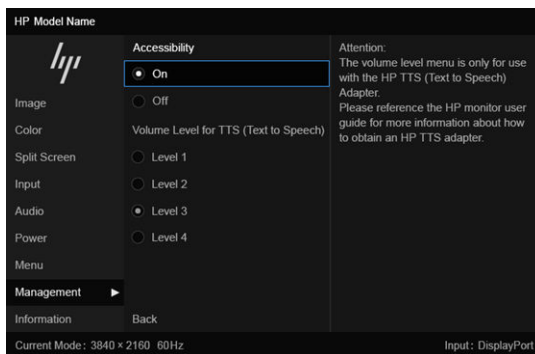 HP Model Name
hp
Image
Color
Split Screen
Input
Audio
Power
Menu
Management
Information
Accessibility
On
Off
Volume Level for TTS (Text to Speech)
Level 1
Level 2
Level 3
Level 4
Back
Attention:
The volume level menu is only for use
with the HP TTS (Text to Speech)
Adapter.
Please reference the HP monitor user
guide for more information about how
to obtain an HP TTS adapter.
Current Mode: 3840 × 2160 60Hz
Input: DisplayPort